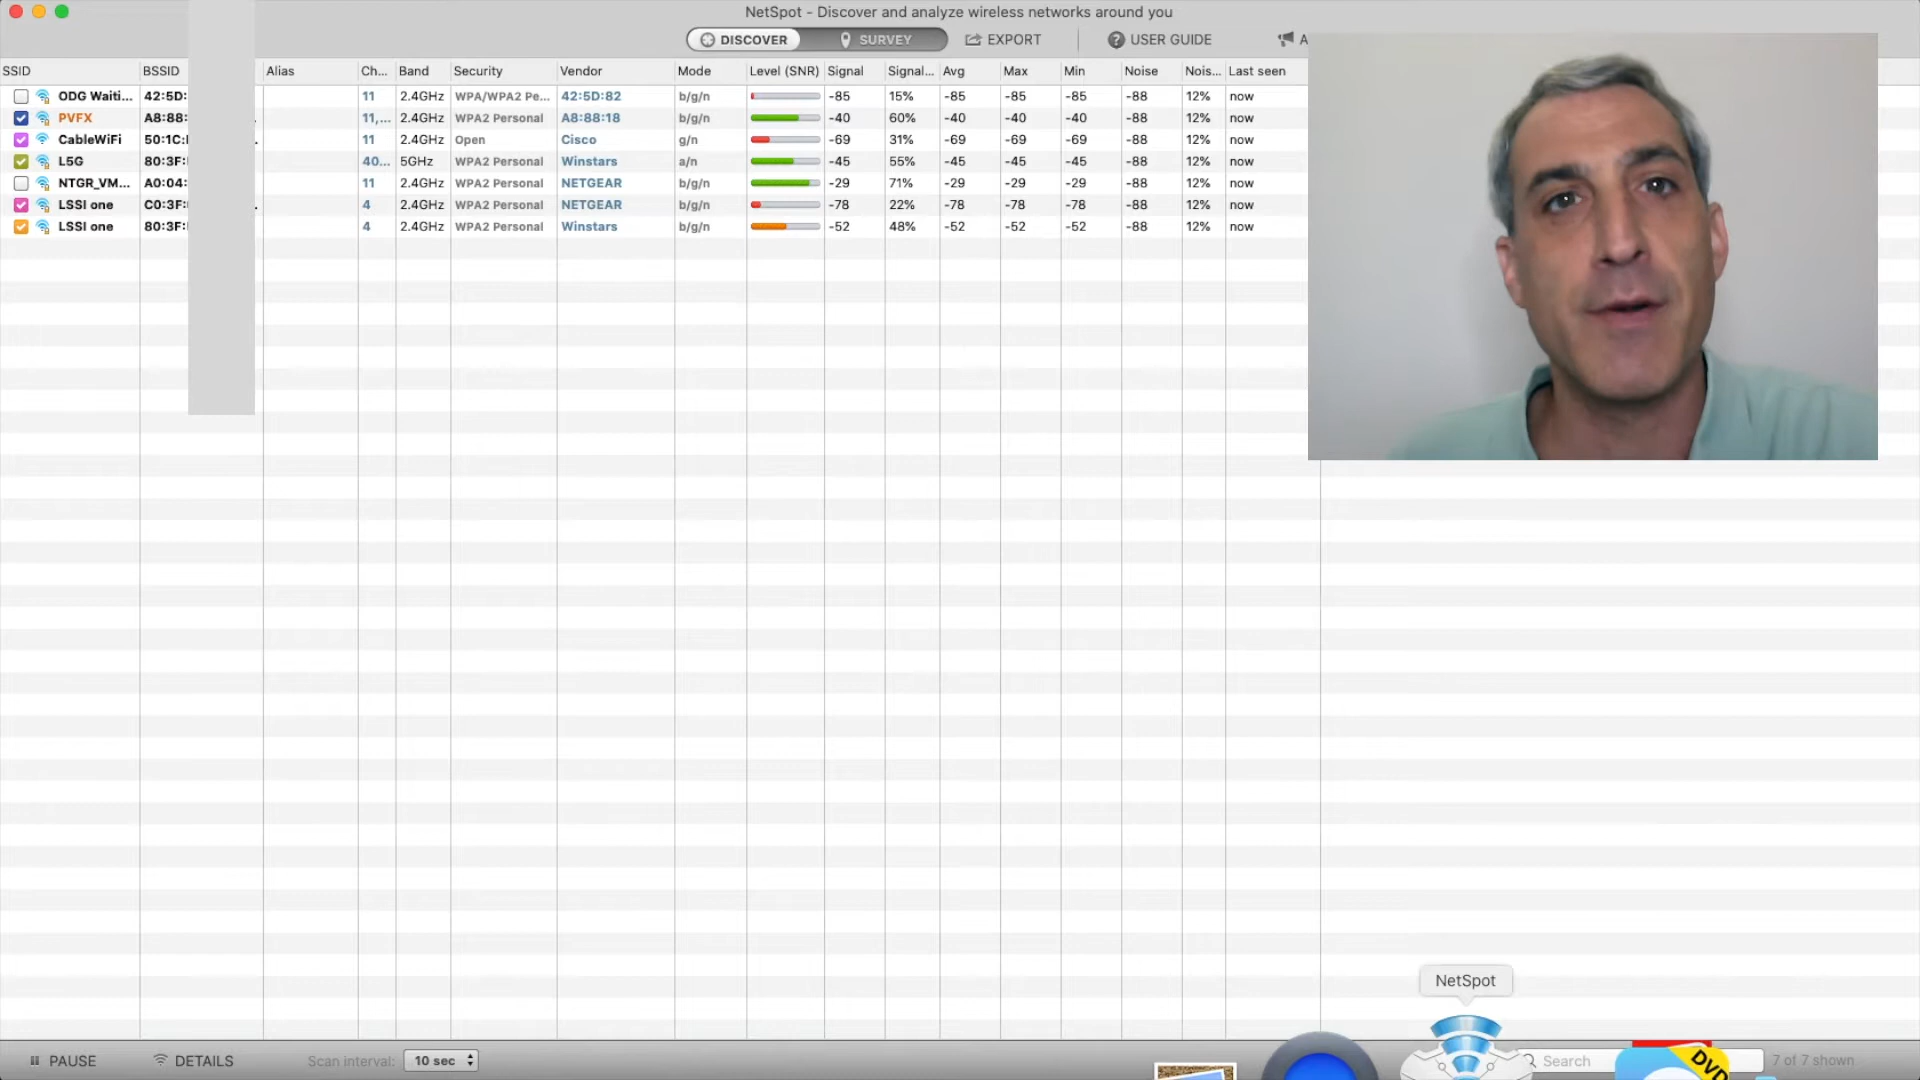 NetSpot - Discover and analyze wireless networks around you
DISCOVER SURVEY EXPORT USER GUIDE A
SSID BSSID Alias Ch... Band Security Vendor Mode Level (SNR) Signal Signal... Avg Max Min Noise Nois... Last seen
ODG Waiti... 42:5D: 11 2.4GHz WPA/WPA2 Pe... 42:5D:82 b/g/n -85 15% -85 -85 -85 -88 12% now
PVFX A8:88: 11,... 2.4GHz WPA2 Personal A8:88:18 b/g/n -40 60% -40 -40 -40 -88 12% now
CableWiFi 50:1C: 11 2.4GHz Open Cisco g/n -69 31% -69 -69 -69 -88 12% now
L5G 80:3F: 40... 5GHz WPA2 Personal Winstars a/n -45 55% -45 -45 -45 -88 12% now
NTGR_VM... A0:04: 11 2.4GHz WPA2 Personal NETGEAR b/g/n -29 71% -29 -29 -29 -88 12% now
LSSI one C0:3F: 4 2.4GHz WPA2 Personal NETGEAR b/g/n -78 22% -78 -78 -78 -88 12% now
LSSI one 80:3F: 4 2.4GHz WPA2 Personal Winstars b/g/n -52 48% -52 -52 -52 -88 12% now
NetSpot
PAUSE DETAILS Scan interval: 10 sec Search DVD 7 of 7 shown